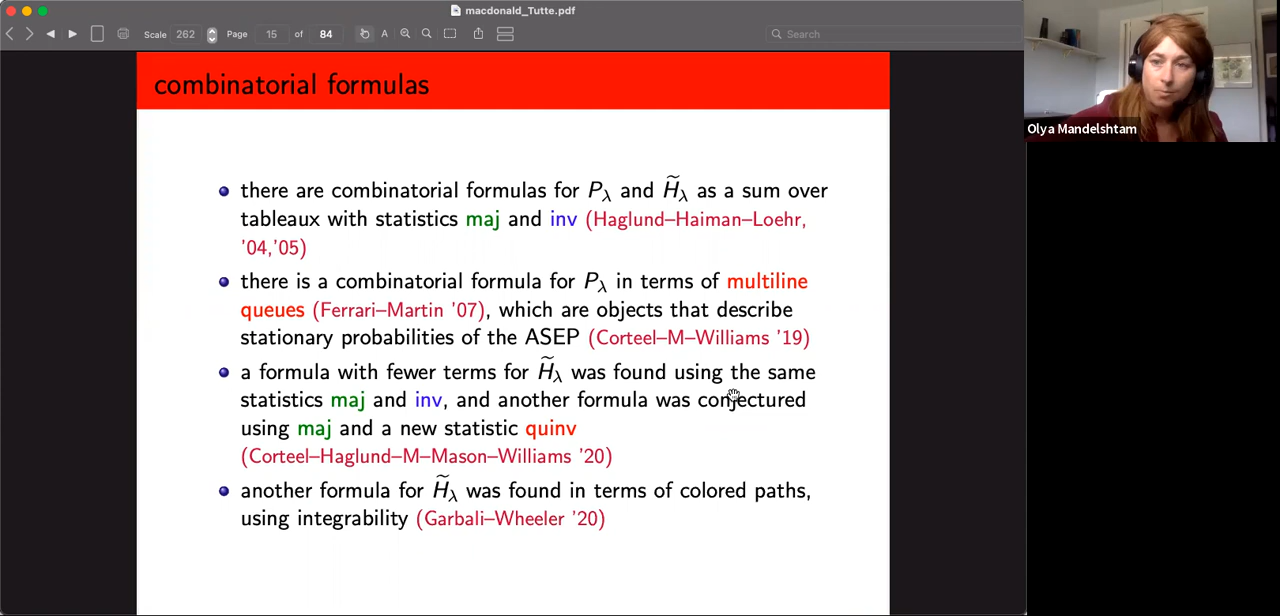 macdonald_Tutte.pdf
Scale 262 Page 15 of 84 A Search
combinatorial formulas
there are combinatorial formulas for P_λ and H̃_λ as a sum over
tableaux with statistics maj and inv (Haglund–Haiman–Loehr,
'04,'05)
there is a combinatorial formula for P_λ in terms of multiline
queues (Ferrari–Martin '07), which are objects that describe
stationary probabilities of the ASEP (Corteel–M–Williams '19)
a formula with fewer terms for H̃_λ was found using the same
statistics maj and inv, and another formula was conjectured
using maj and a new statistic quinv
(Corteel–Haglund–M–Mason–Williams '20)
another formula for H̃_λ was found in terms of colored paths,
using integrability (Garbali–Wheeler '20)
Olya Mandelshtam